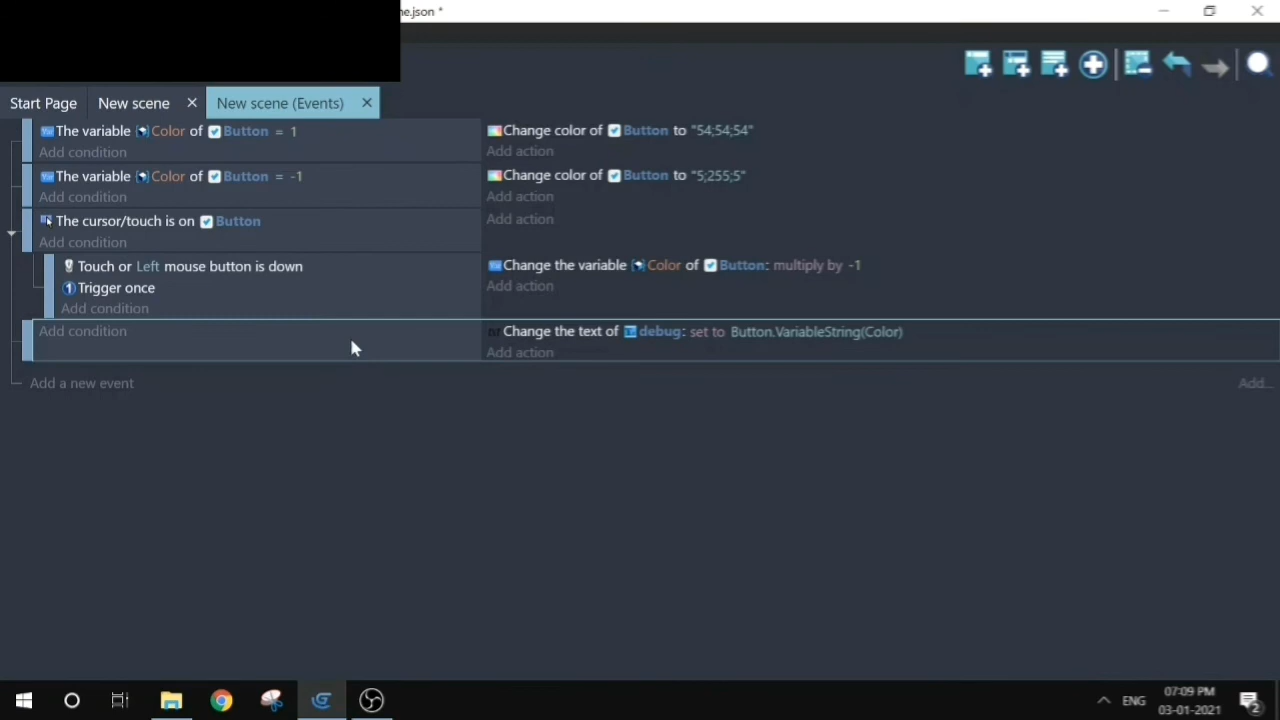 ne.json *
Start Page
New scene
New scene (Events)
The variable Color of Button = 1
Add condition
Change color of Button to "54;54;54"
Add action
The variable Color of Button = -1
Add condition
Change color of Button to "5;255;5"
Add action
The cursor/touch is on Button
Add condition
Add action
Touch or Left mouse button is down
Trigger once
Add condition
Change the variable Color of Button: multiply by -1
Add action
Add condition
Change the text of debug: set to Button.VariableString(Color)
Add action
Add a new event
Add...
ENG
07:09 PM
03-01-2021
2